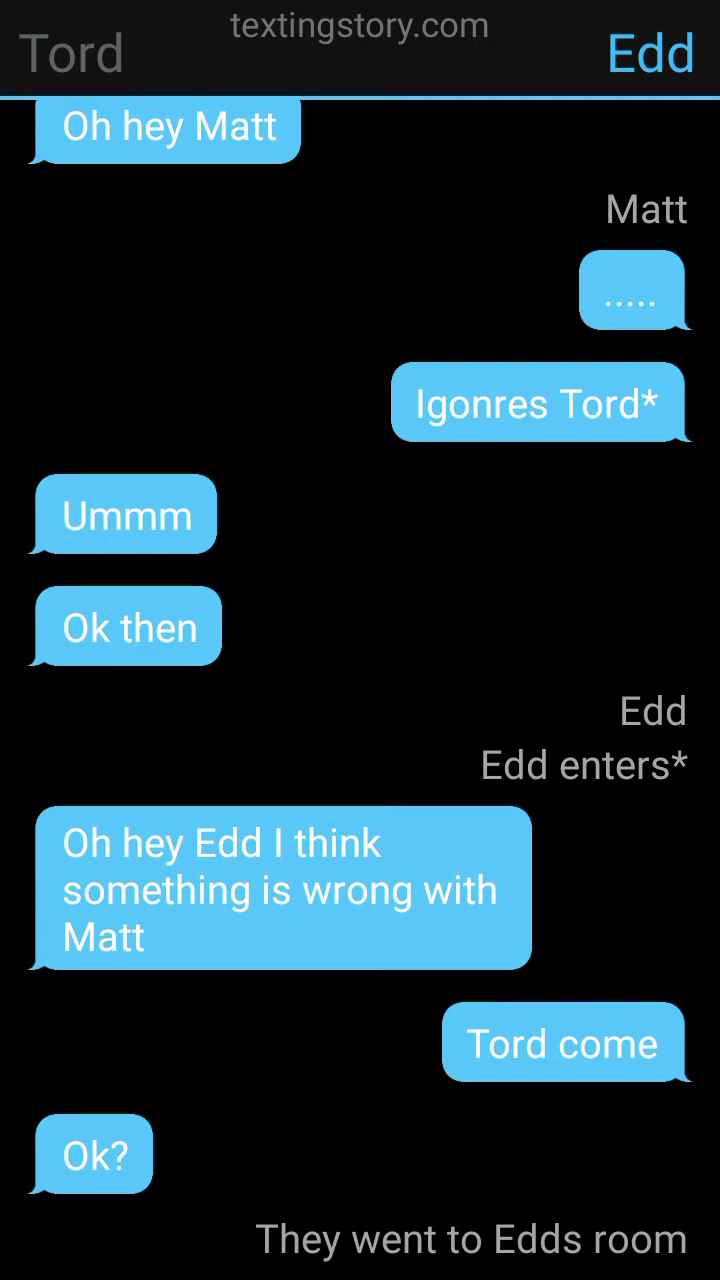 textingstory.com
Tord
Edd
Oh hey Matt
Matt
.....
Igonres Tord*
Ummm
Ok then
Edd
Edd enters*
Oh hey Edd I think
something is wrong with
Matt
Tord come
Ok?
They went to Edds room